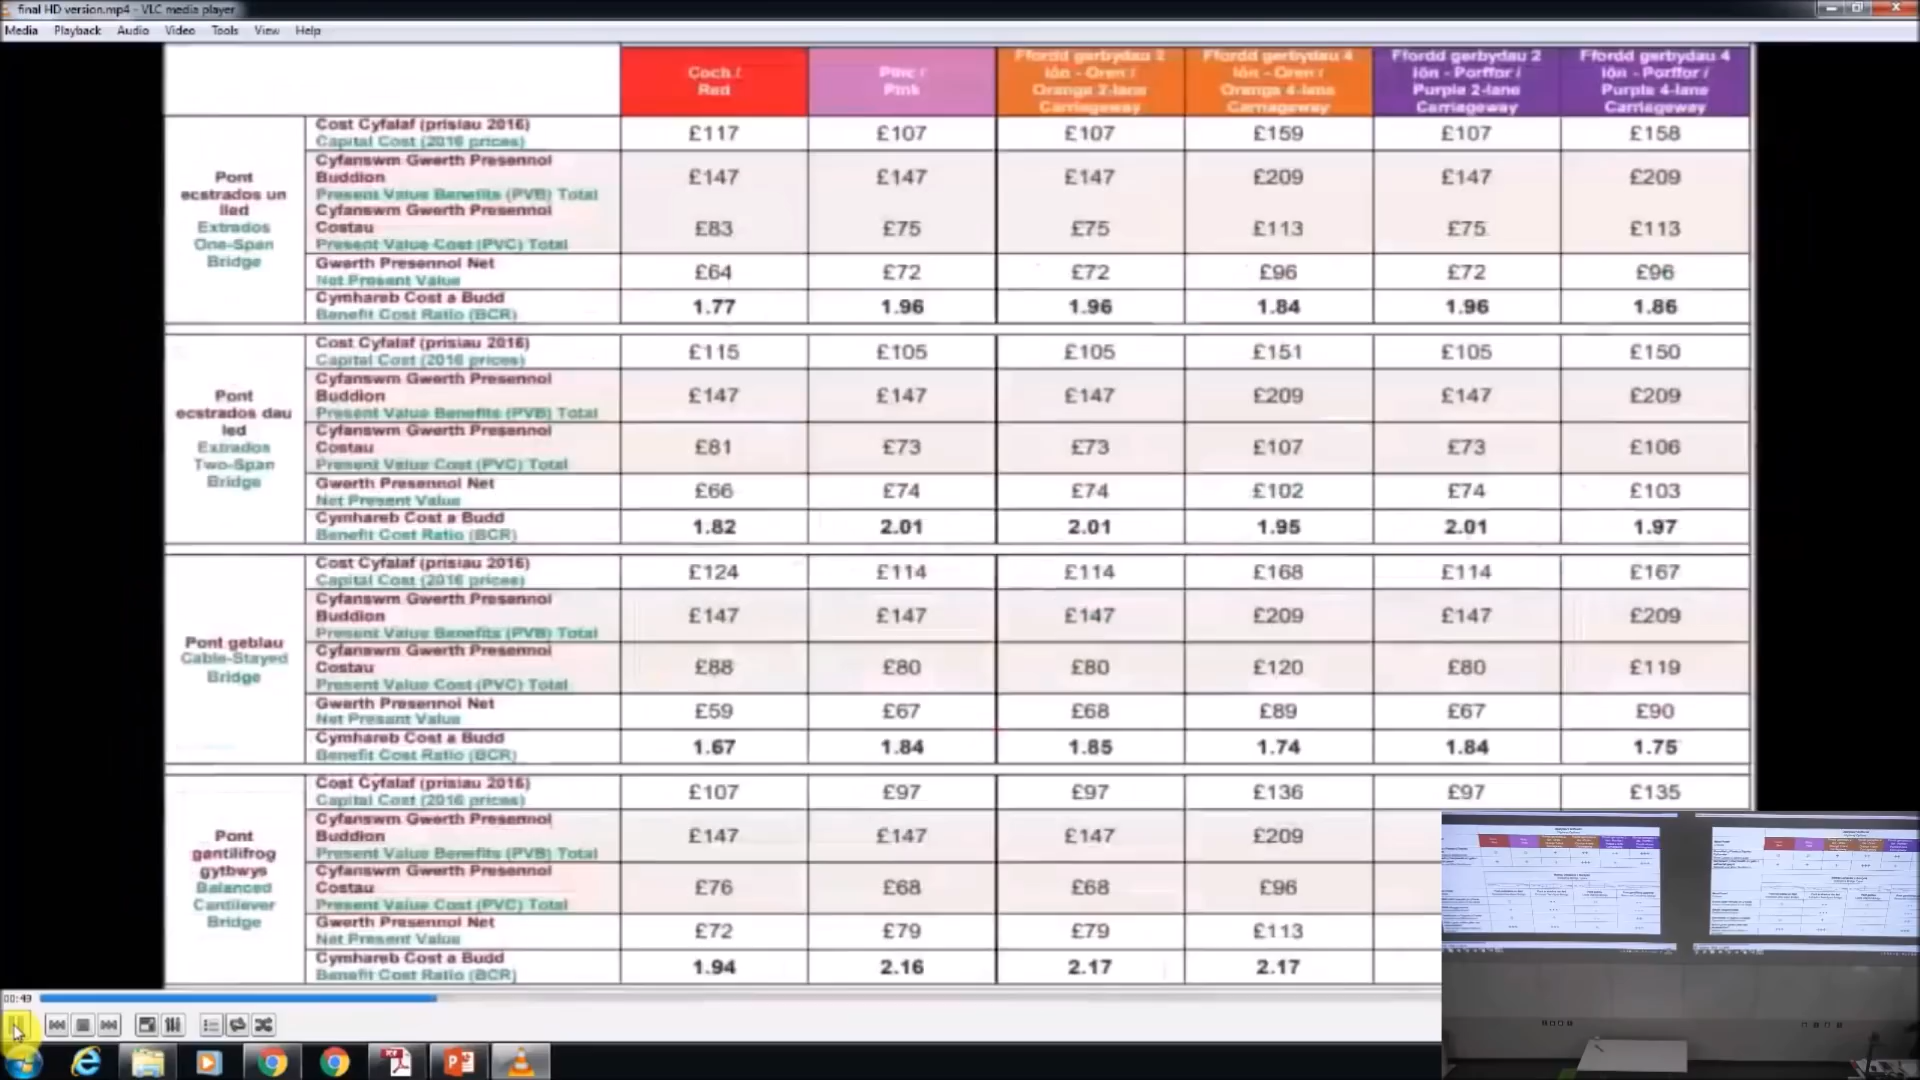 final HD version.mp4 - VLC media player
Media Playback Audio Video Tools View Help
Coch /
Red
Pinc /
Pink
Ffordd gerbydau 2
lôn - Oren /
Orange 2-lane
Carriageway
Ffordd gerbydau 4
lôn - Oren /
Orange 4-lane
Carriageway
Ffordd gerbydau 2
lôn - Porffor /
Purple 2-lane
Carriageway
Ffordd gerbydau 4
lôn - Porffor /
Purple 4-lane
Carriageway
Pont
ecstrados un
lled
Extrados
One-Span
Bridge
Cost Cyfalaf (prisiau 2016)
Capital Cost (2016 prices)
£117 £107 £107 £159 £107 £158
Cyfanswm Gwerth Presennol
Buddion
Present Value Benefits (PVB) Total
£147 £147 £147 £209 £147 £209
Cyfanswm Gwerth Presennol
Costau
Present Value Cost (PVC) Total
£83 £75 £75 £113 £75 £113
Gwerth Presennol Net
Net Present Value
£64 £72 £72 £96 £72 £96
Cymhareb Cost a Budd
Benefit Cost Ratio (BCR)
1.77 1.96 1.96 1.84 1.96 1.86
Pont
ecstrados dau
led
Extrados
Two-Span
Bridge
Cost Cyfalaf (prisiau 2016)
Capital Cost (2016 prices)
£115 £105 £105 £151 £105 £150
Cyfanswm Gwerth Presennol
Buddion
Present Value Benefits (PVB) Total
£147 £147 £147 £209 £147 £209
Cyfanswm Gwerth Presennol
Costau
Present Value Cost (PVC) Total
£81 £73 £73 £107 £73 £106
Gwerth Presennol Net
Net Present Value
£66 £74 £74 £102 £74 £103
Cymhareb Cost a Budd
Benefit Cost Ratio (BCR)
1.82 2.01 2.01 1.95 2.01 1.97
Pont geblau
Cable-Stayed
Bridge
Cost Cyfalaf (prisiau 2016)
Capital Cost (2016 prices)
£124 £114 £114 £168 £114 £167
Cyfanswm Gwerth Presennol
Buddion
Present Value Benefits (PVB) Total
£147 £147 £147 £209 £147 £209
Cyfanswm Gwerth Presennol
Costau
Present Value Cost (PVC) Total
£88 £80 £80 £120 £80 £119
Gwerth Presennol Net
Net Present Value
£59 £67 £68 £89 £67 £90
Cymhareb Cost a Budd
Benefit Cost Ratio (BCR)
1.67 1.84 1.85 1.74 1.84 1.75
Pont
gantilifrog
gytbwys
Balanced
Cantilever
Bridge
Cost Cyfalaf (prisiau 2016)
Capital Cost (2016 prices)
£107 £97 £97 £136 £97 £135
Cyfanswm Gwerth Presennol
Buddion
Present Value Benefits (PVB) Total
£147 £147 £147 £209
Cyfanswm Gwerth Presennol
Costau
Present Value Cost (PVC) Total
£76 £68 £68 £96
Gwerth Presennol Net
Net Present Value
£72 £79 £79 £113
Cymhareb Cost a Budd
Benefit Cost Ratio (BCR)
1.94 2.16 2.17 2.17
00:49